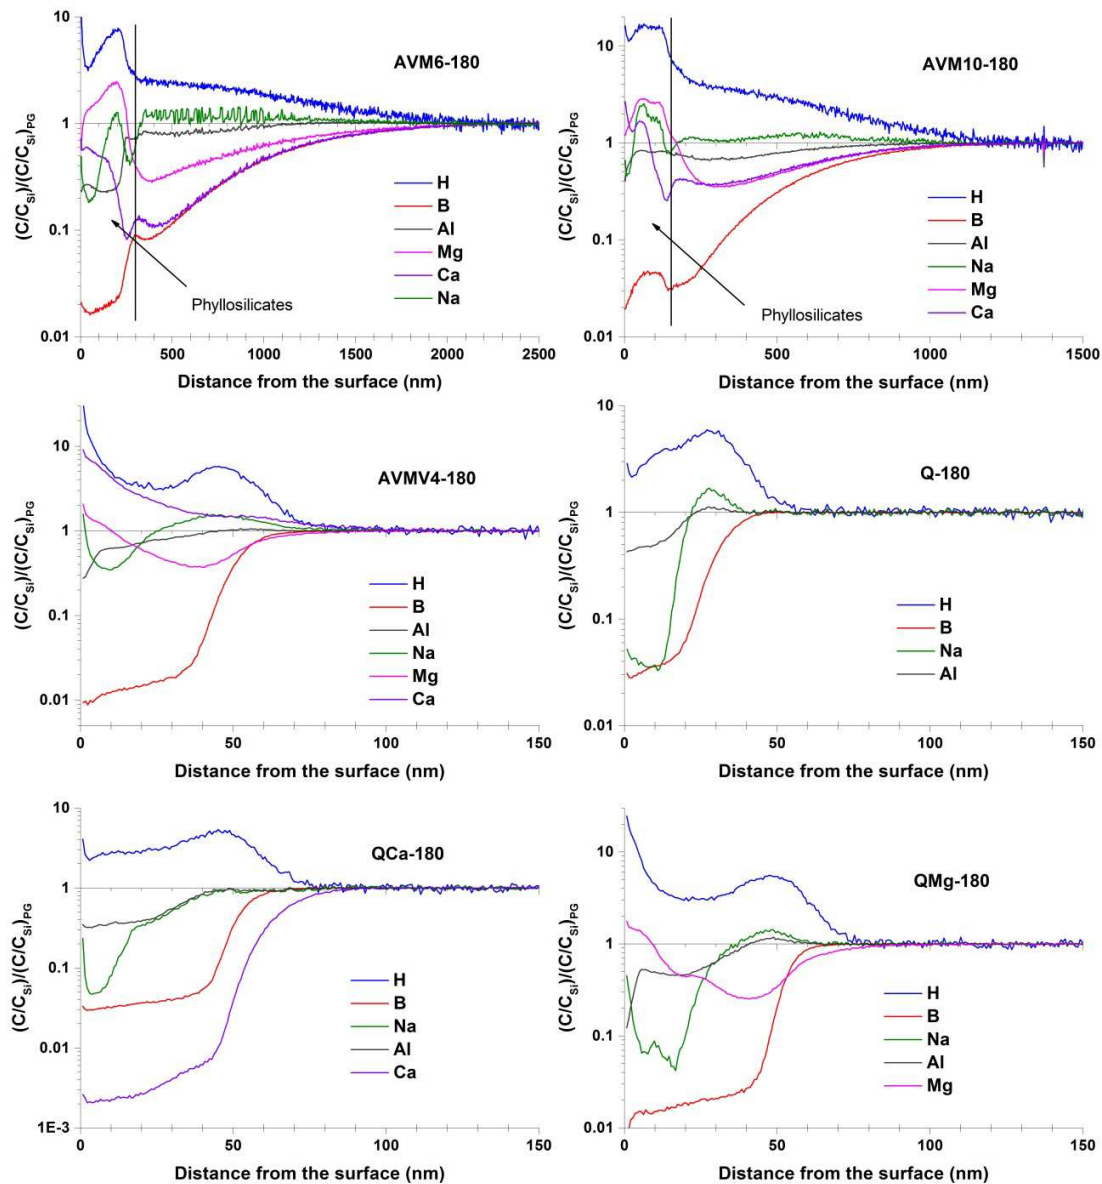 10
1
0.1
0.01
(C/C_Si)/(C/C_Si)_PG
AVM6-180
H
B
Al
Mg
Ca
Na
Phyllosilicates
0 500 1000 1500 2000 2500
Distance from the surface (nm)
10
1
0.1
0.01
(C/C_Si)/(C/C_Si)_PG
AVM10-180
H
B
Al
Na
Mg
Ca
Phyllosilicates
0 500 1000 1500
Distance from the surface (nm)
10
1
0.1
0.01
(C/C_Si)/(C/C_Si)_PG
AVMV4-180
H
B
Al
Na
Mg
Ca
0 50 100 150
Distance from the surface (nm)
10
1
0.1
0.01
(C/C_Si)/(C/C_Si)_PG
Q-180
H
B
Na
Al
0 50 100 150
Distance from the surface (nm)
10
1
0.1
0.01
1E-3
(C/C_Si)/(C/C_Si)_PG
QCa-180
H
B
Na
Al
Ca
0 50 100 150
Distance from the surface (nm)
10
1
0.1
0.01
(C/C_Si)/(C/C_Si)_PG
QMg-180
H
B
Na
Al
Mg
0 50 100 150
Distance from the surface (nm)